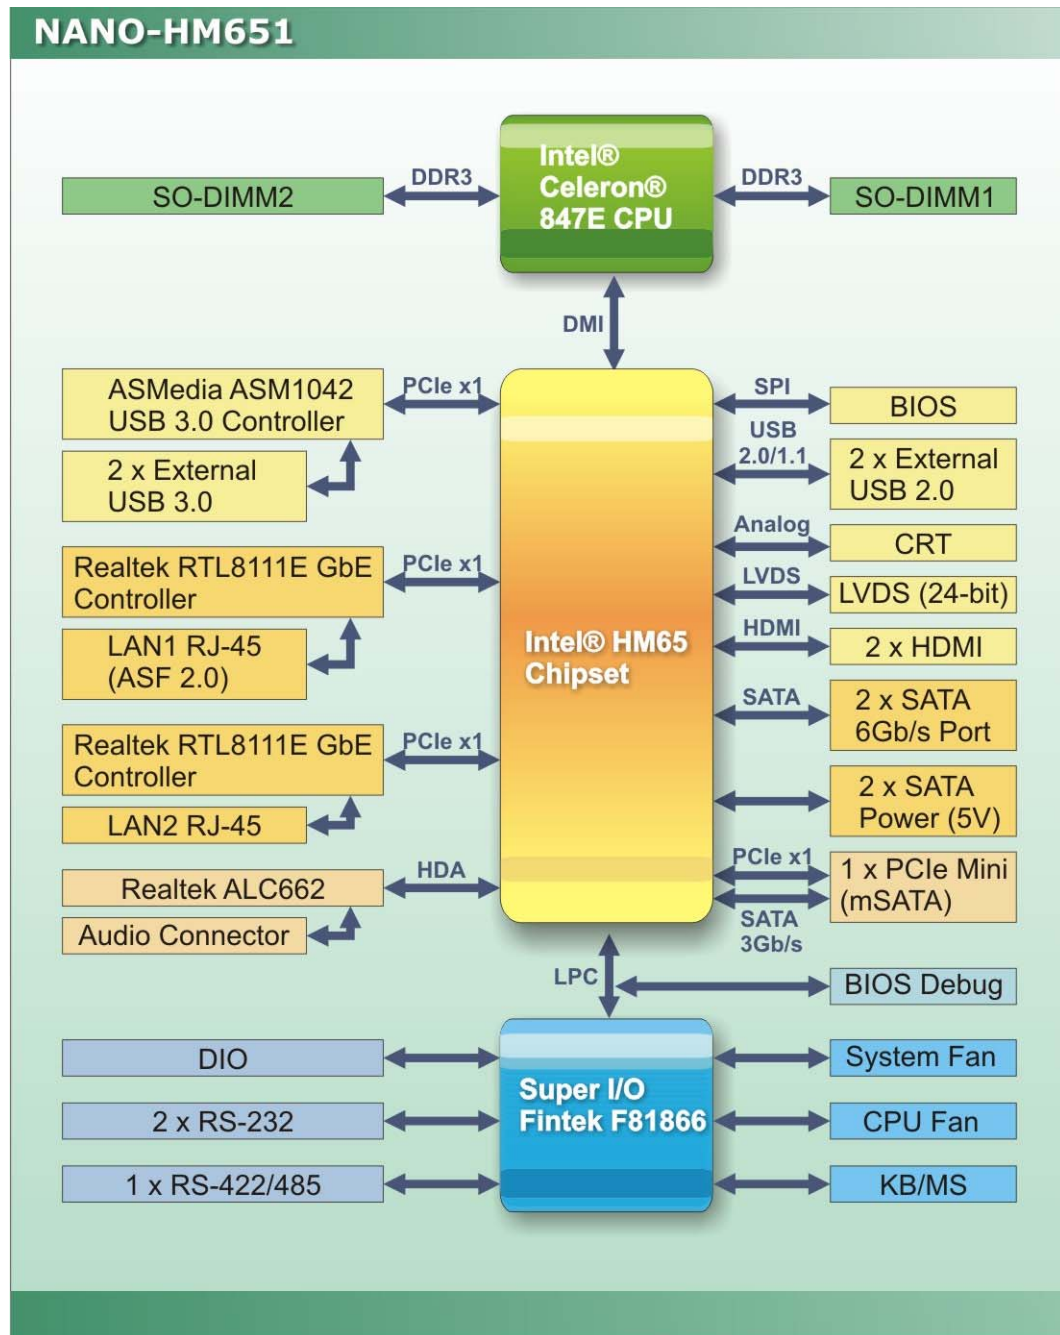 NANO-HM651
Intel®
Celeron®
847E CPU
SO-DIMM2
DDR3
DDR3
SO-DIMM1
DMI
ASMedia ASM1042
USB 3.0 Controller
PCIe x1
2 x External
USB 3.0
Realtek RTL8111E GbE
Controller
PCIe x1
LAN1 RJ-45
(ASF 2.0)
Realtek RTL8111E GbE
Controller
PCIe x1
LAN2 RJ-45
Realtek ALC662
HDA
Audio Connector
Intel® HM65
Chipset
SPI
BIOS
USB
2.0/1.1
2 x External
USB 2.0
Analog
CRT
LVDS
LVDS (24-bit)
HDMI
2 x HDMI
SATA
2 x SATA
6Gb/s Port
2 x SATA
Power (5V)
PCIe x1
1 x PCIe Mini
(mSATA)
SATA
3Gb/s
LPC
BIOS Debug
DIO
2 x RS-232
1 x RS-422/485
Super I/O
Fintek F81866
System Fan
CPU Fan
KB/MS